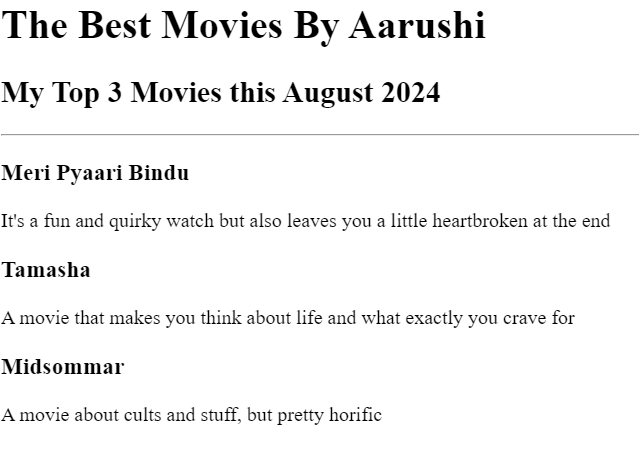 The Best Movies By Aarushi
My Top 3 Movies this August 2024
Meri Pyaari Bindu
It's a fun and quirky watch but also leaves you a little heartbroken at the end
Tamasha
A movie that makes you think about life and what exactly you crave for
Midsommar
A movie about cults and stuff, but pretty horific